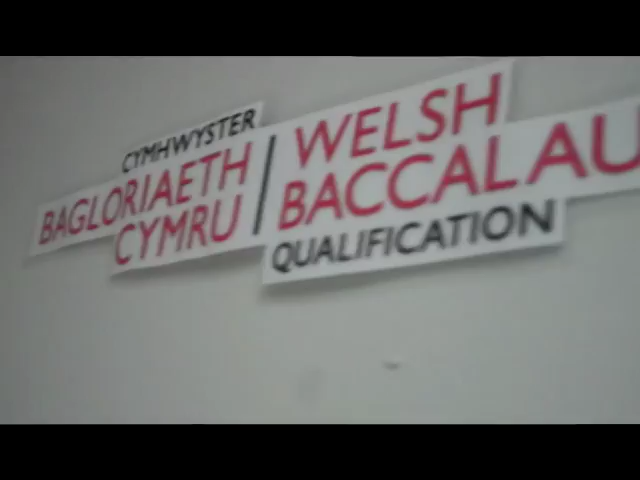 CYMHWYSTER
BAGLORIAETH
CYMRU
WELSH
BACCALAU
QUALIFICATION